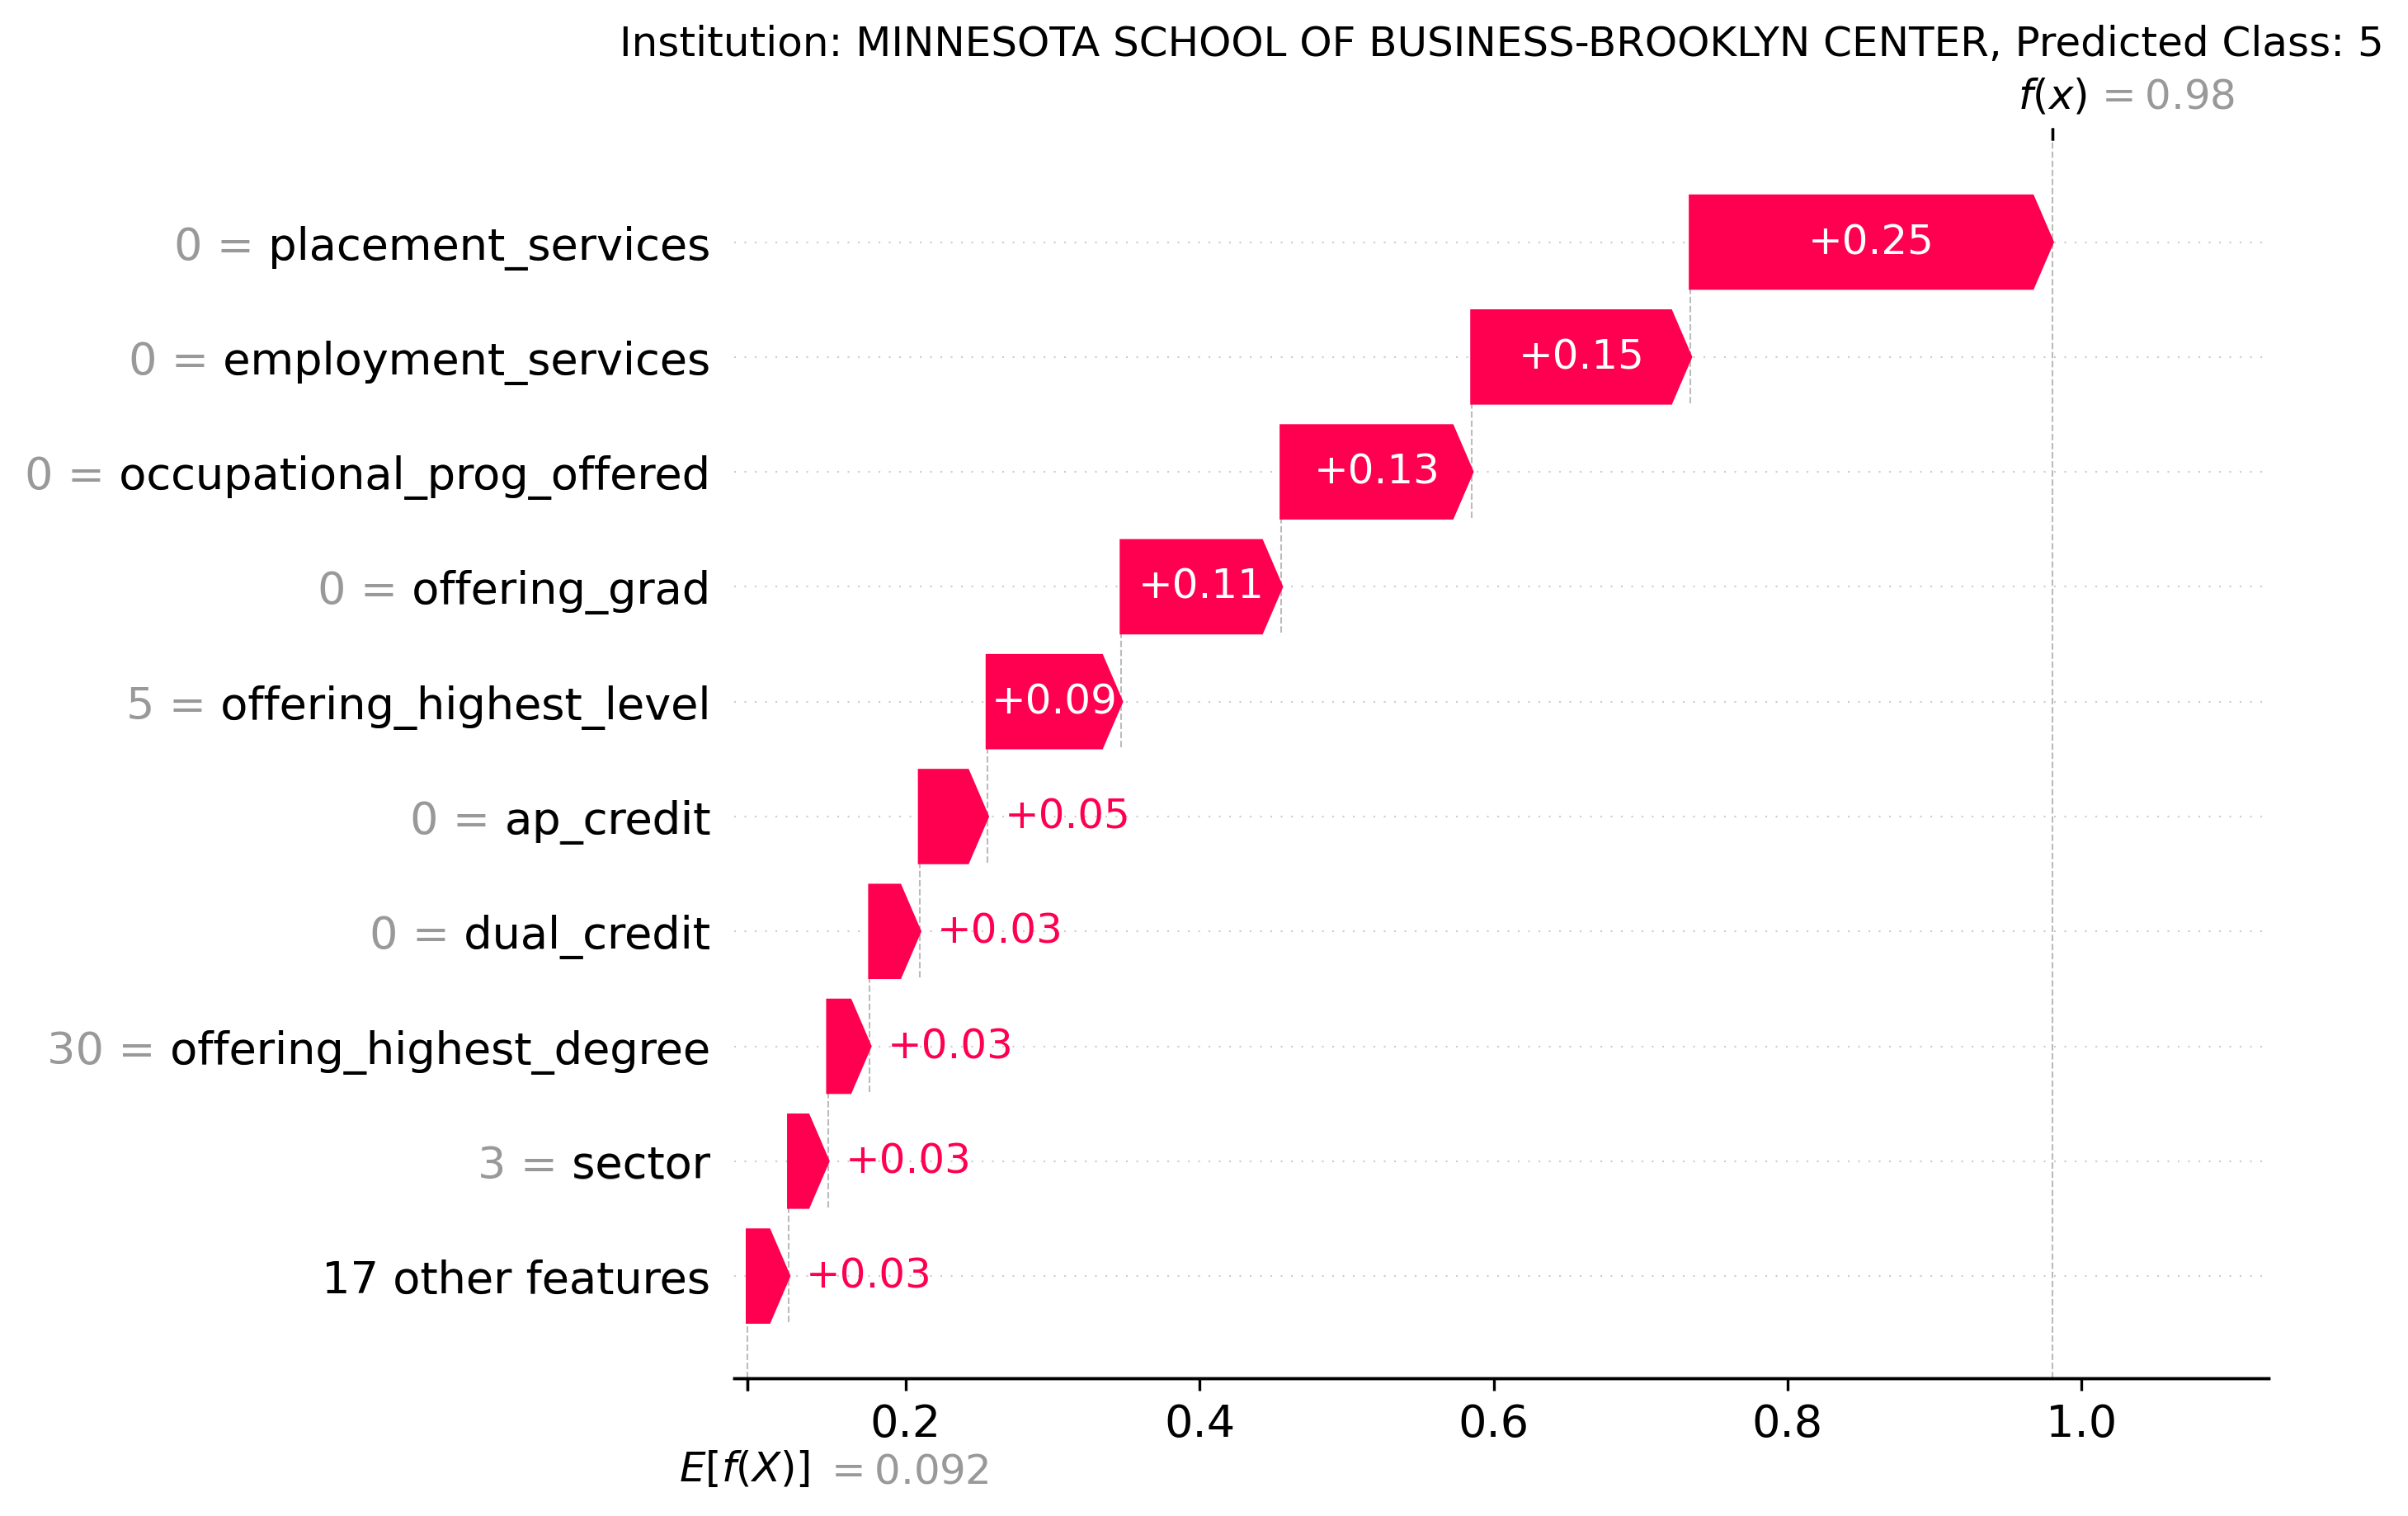 Institution: MINNESOTA SCHOOL OF BUSINESS-BROOKLYN CENTER, Predicted Class: 5
f(x) = 0.98
0 = placement_services +0.25
0 = employment_services +0.15
0 = occupational_prog_offered +0.13
0 = offering_grad +0.11
5 = offering_highest_level +0.09
0 = ap_credit +0.05
0 = dual_credit +0.03
30 = offering_highest_degree +0.03
3 = sector +0.03
17 other features +0.03
0.2 0.4 0.6 0.8 1.0
E[f(X)] = 0.092